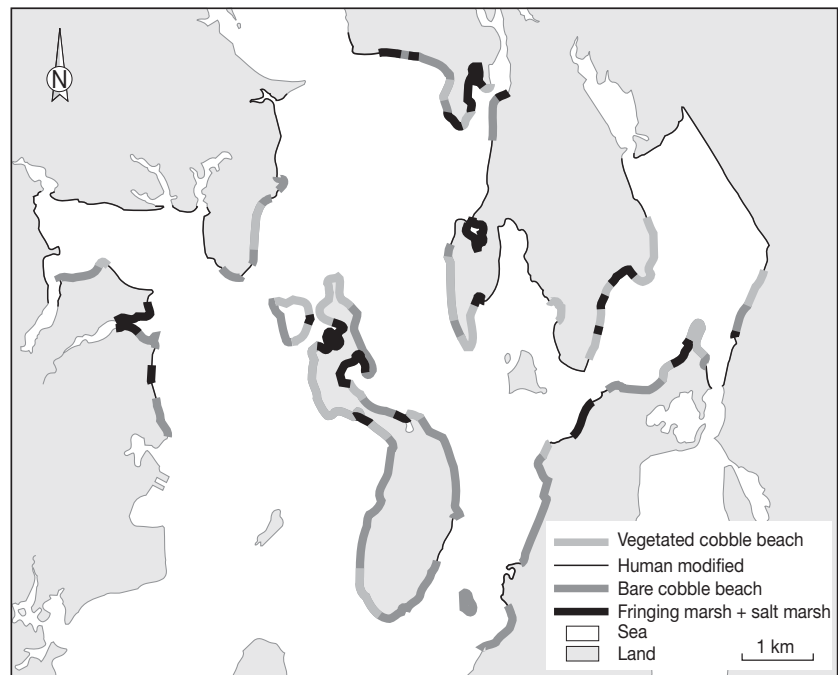 N
Vegetated cobble beach
Human modified
Bare cobble beach
Fringing marsh + salt marsh
Sea
Land
1 km